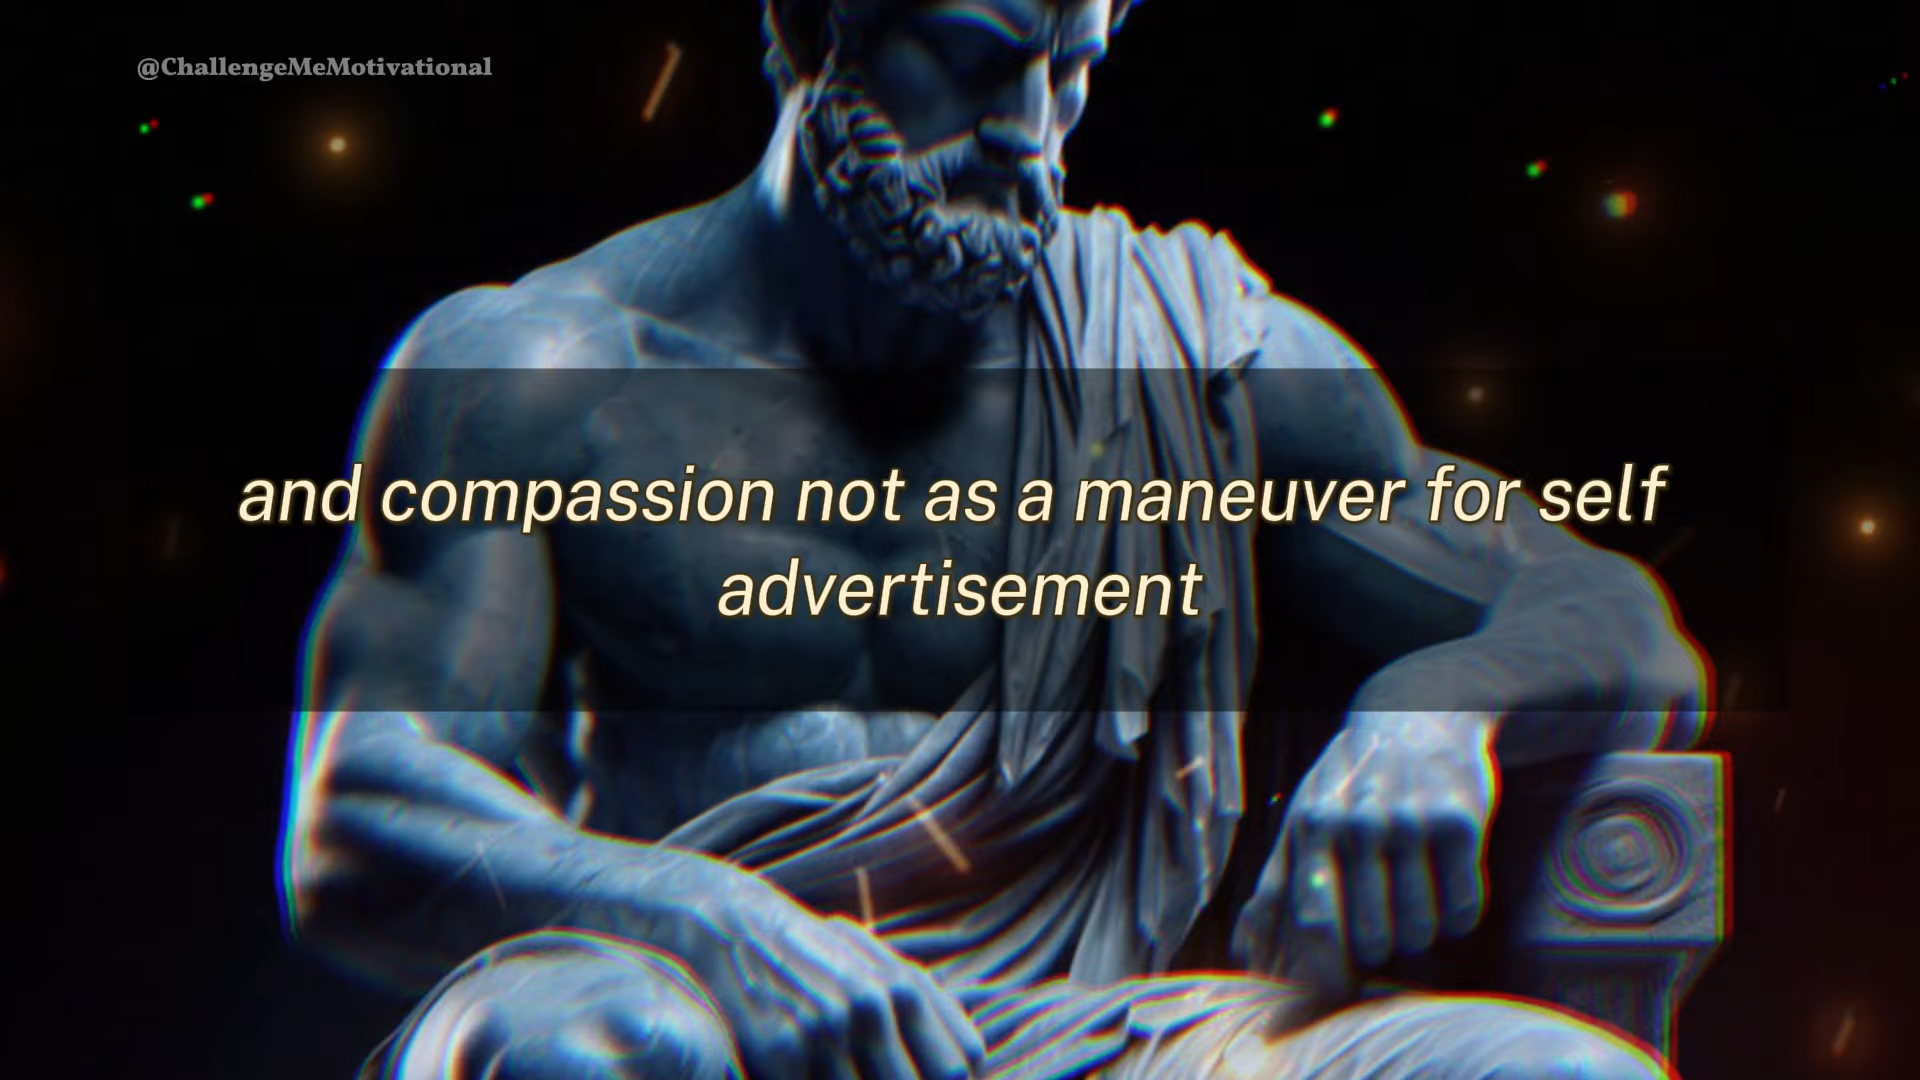 @ChallengeMeMotivational
and compassion not as a maneuver for self
advertisement